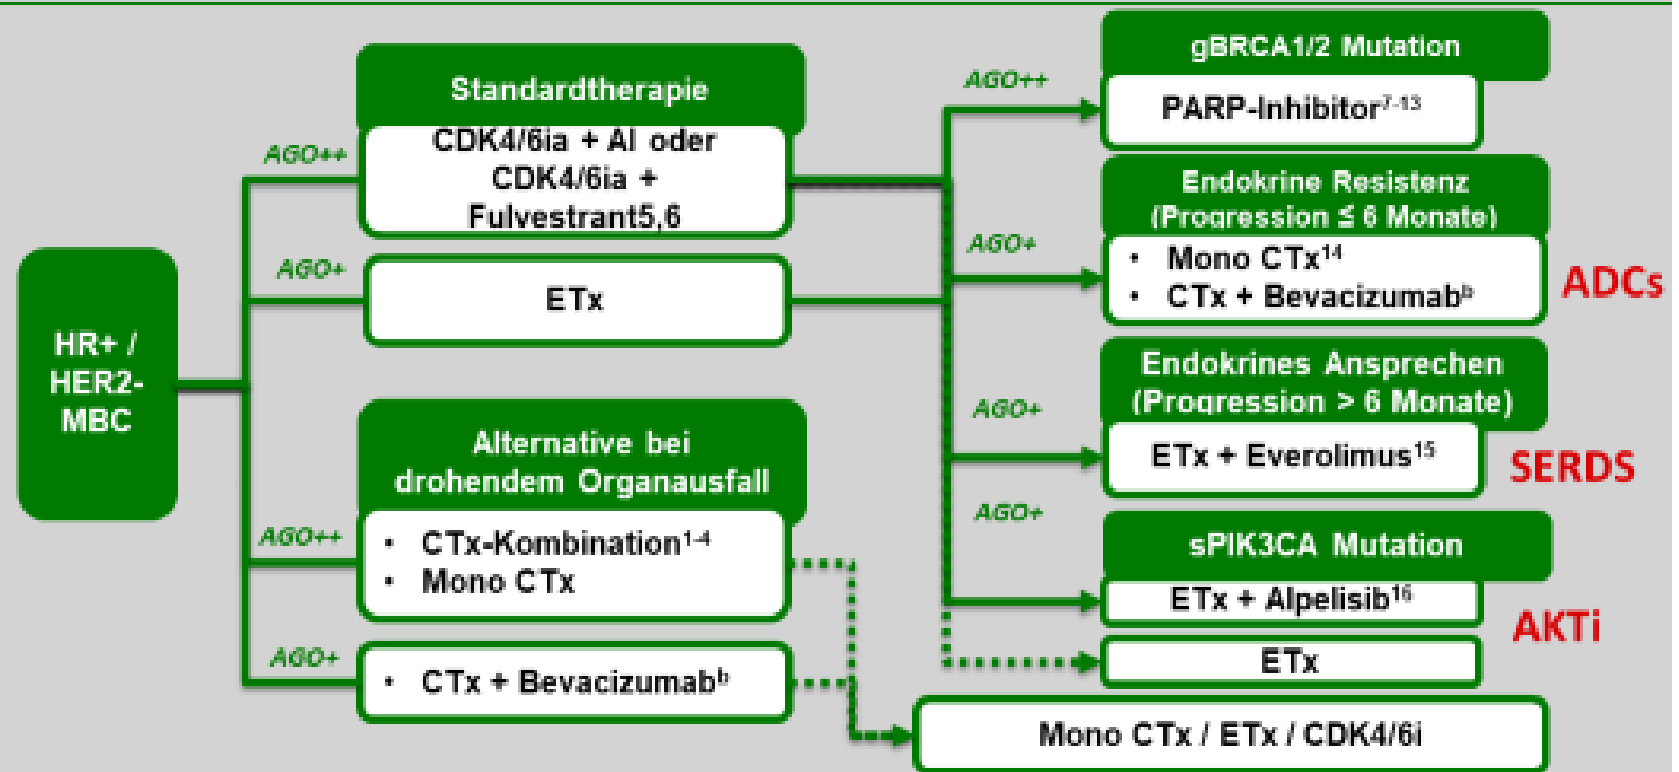 HR+ /
HER2-
MBC
AGO++
Standardtherapie
CDK4/6ia + AI oder
CDK4/6ia +
Fulvestrant5,6
AGO+
ETx
Alternative bei
drohendem Organausfall
AGO++
• CTx-Kombination¹⁻⁴
• Mono CTx
AGO+
• CTx + Bevacizumabᵇ
AGO++
gBRCA1/2 Mutation
PARP-Inhibitor⁷⁻¹³
Endokrine Resistenz
(Progression ≤ 6 Monate)
AGO+
• Mono CTx¹⁴
• CTx + Bevacizumabᵇ
ADCs
Endokrines Ansprechen
(Progression > 6 Monate)
AGO+
ETx + Everolimus¹⁵
SERDS
AGO+
sPIK3CA Mutation
ETx + Alpelisib¹⁶
AKTi
ETx
Mono CTx / ETx / CDK4/6i